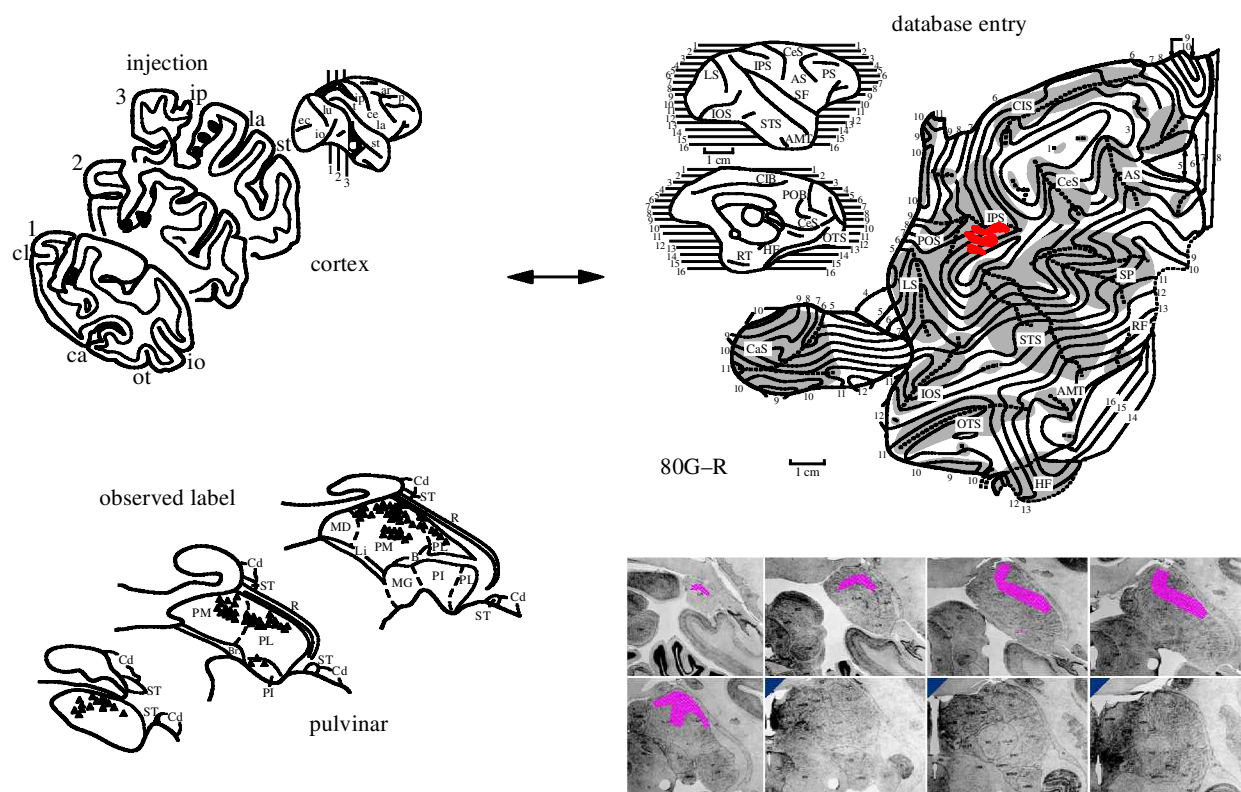 database entry
injection
3
ip
la
st
2
1
cl
cortex
ca
ot
io
ec
lu
ip
io
ce
la
ar
p
st
1
2
3
LS
IPS
CeS
AS
PS
SF
IOS
STS
AMT
1 cm
CIB
POB
CeS
OTS
HF
RT
CIS
CeS
AS
IPS
POS
LS
SP
RF
STS
CaS
IOS
AMT
OTS
HF
80G–R
1 cm
observed label
Cd
ST
R
MD
Li
PM
PL
B
MG
PI
PL
Cd
ST
Cd
ST
R
PM
PL
Br
ST
Cd
PI
Cd
ST
ST
Cd
pulvinar